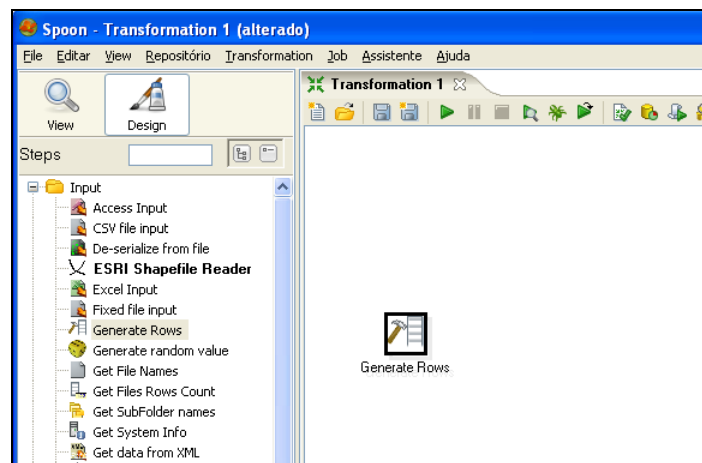 Spoon - Transformation 1 (alterado)
File Editar View Repositório Transformation Job Assistente Ajuda
View
Design
Steps
Input
Access Input
CSV file input
De-serialize from file
ESRI Shapefile Reader
Excel Input
Fixed file input
Generate Rows
Generate random value
Get File Names
Get Files Rows Count
Get SubFolder names
Get System Info
Get data from XML
Transformation 1
Generate Rows